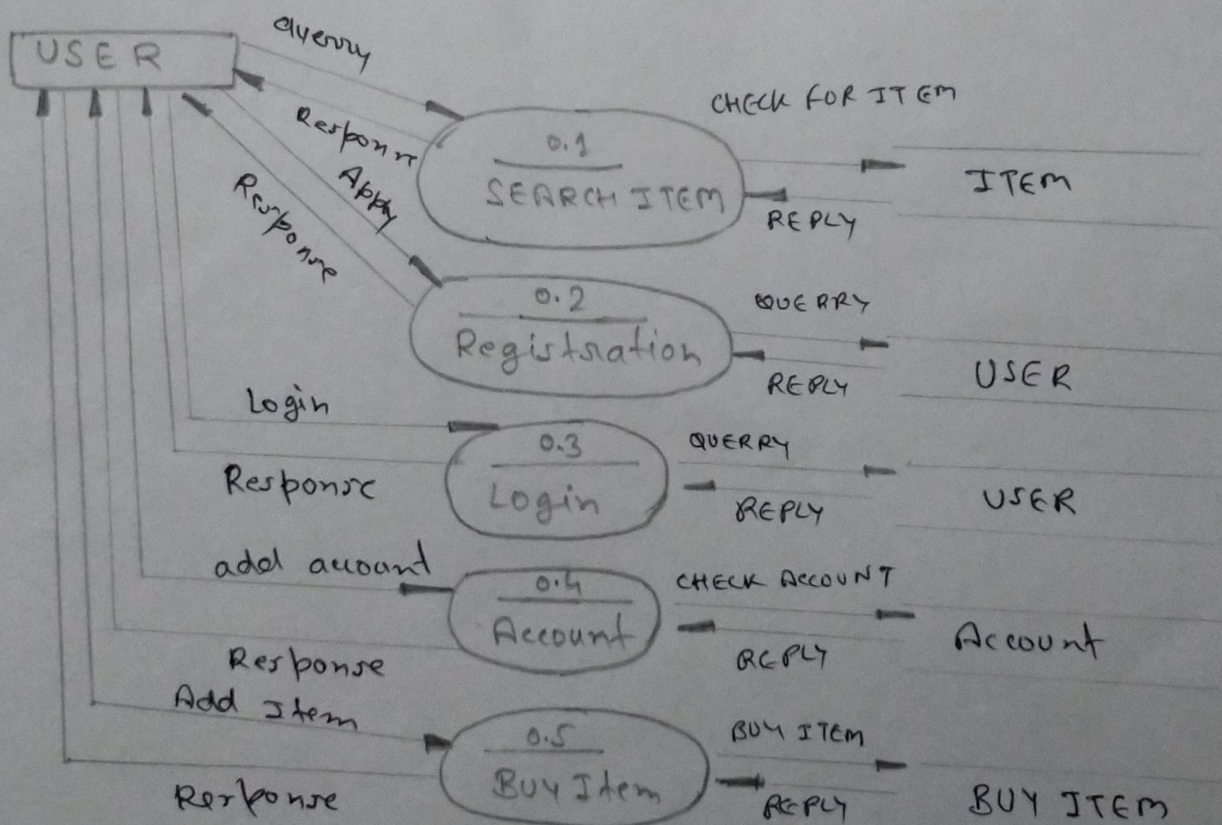 USER
Querry
Response
Apply
Response
0.1
SEARCH ITEM
CHECK FOR ITEM
REPLY
ITEM
0.2
Registration
QUERRY
REPLY
USER
Login
Response
0.3
Login
QUERRY
REPLY
USER
add account
Response
0.4
Account
CHECK ACCOUNT
REPLY
Account
Add Item
Response
0.5
BUY Item
BUY ITEM
REPLY
BUY ITEM